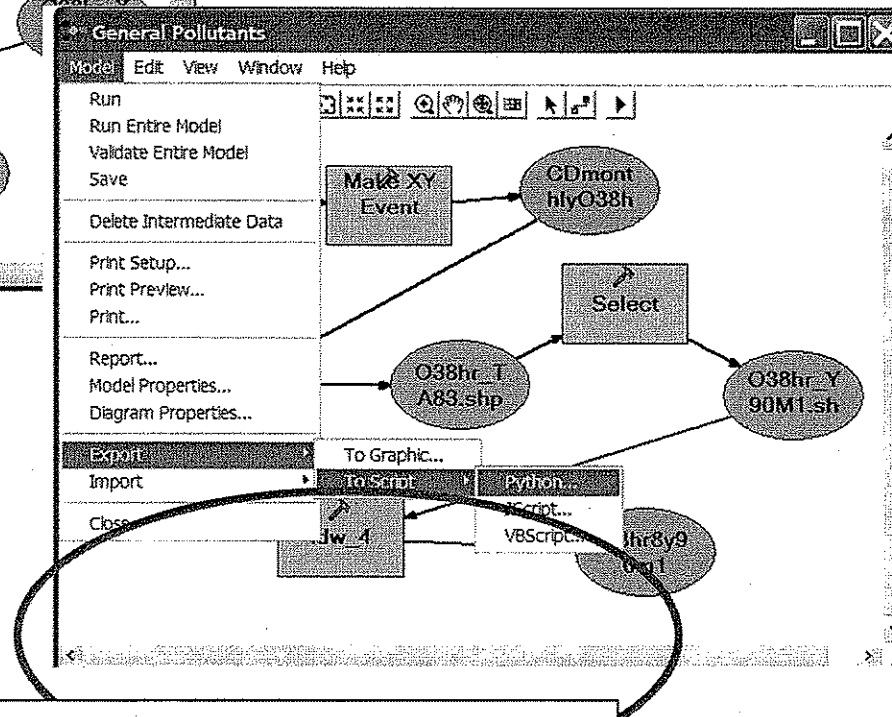 General Pollutants
Model Edit View Window Help
Run
Run Entire Model
Validate Entire Model
Save
Delete Intermediate Data
Print Setup...
Print Preview...
Print...
Report...
Model Properties...
Diagram Properties...
Export
Import
Close
To Graphic...
To Script
Python...
JScript...
VBScript...
Make XY
Event
CDmont
hlyO38h
Select
O38hr_T
A83.shp
O38hr_Y
90M1.sh
dw_4
hr8y9